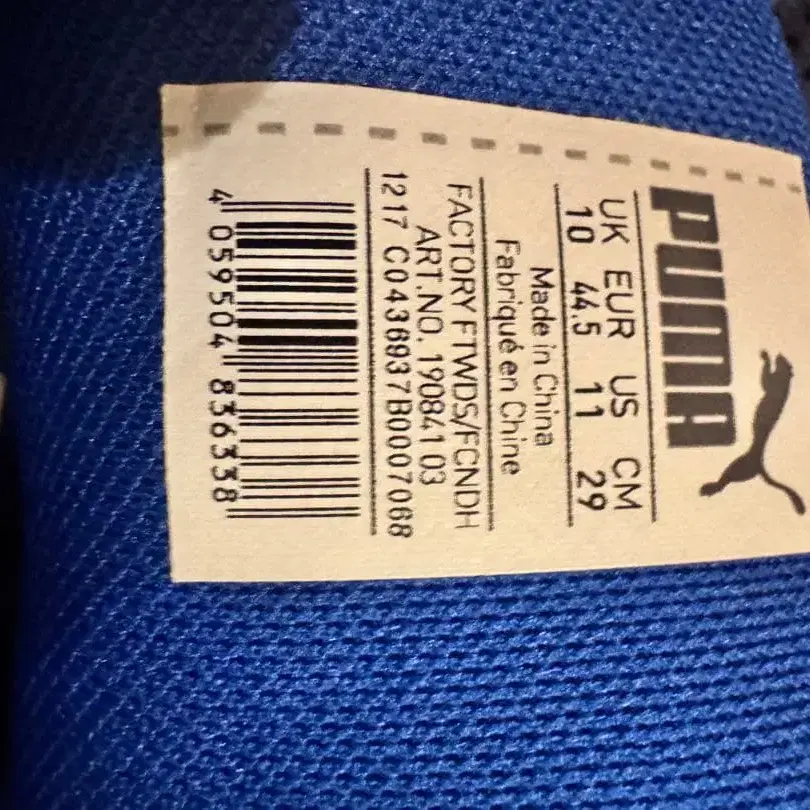 PUMA
UK EUR US CM
10 44.5 11 29
Made in China
Fabriqué en Chine
FACTORY FTWDS/FCNDH
ART.NO. 190841 03
1217 C0436937B0007068
4 059504 836338